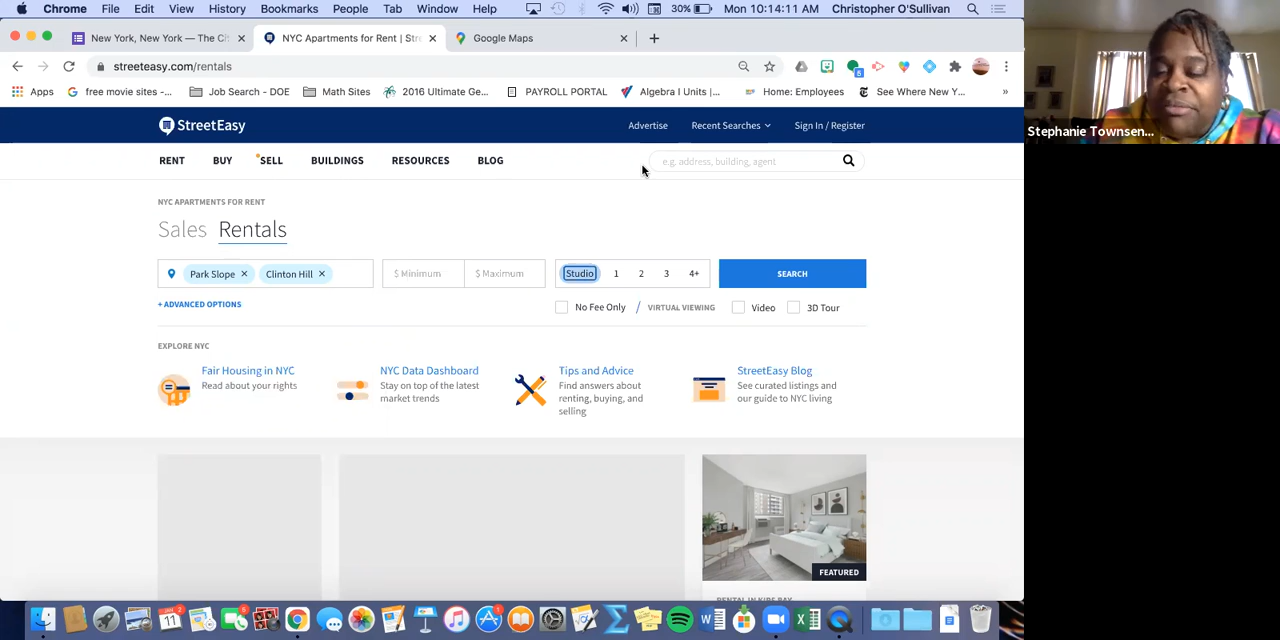 Chrome File Edit View History Bookmarks People Tab Window Help 30% Mon 10:14:11 AM Christopher O'Sullivan
New York, New York — The Ci NYC Apartments for Rent | Stre Google Maps
streeteasy.com/rentals
8
Apps free movie sites -... Job Search - DOE Math Sites 2016 Ultimate Ge... PAYROLL PORTAL Algebra I Units |... Home: Employees See Where New Y... »
StreetEasy Advertise Recent Searches Sign In / Register
RENT BUY SELL BUILDINGS RESOURCES BLOG e.g. address, building, agent
NYC APARTMENTS FOR RENT
Sales Rentals
Park Slope Clinton Hill $ Minimum $ Maximum Studio 1 2 3 4+ SEARCH
+ ADVANCED OPTIONS No Fee Only / VIRTUAL VIEWING Video 3D Tour
EXPLORE NYC
Fair Housing in NYC
Read about your rights
NYC Data Dashboard
Stay on top of the latest
market trends
Tips and Advice
Find answers about
renting, buying, and
selling
StreetEasy Blog
See curated listings and
our guide to NYC living
FEATURED
Stephanie Townsen...